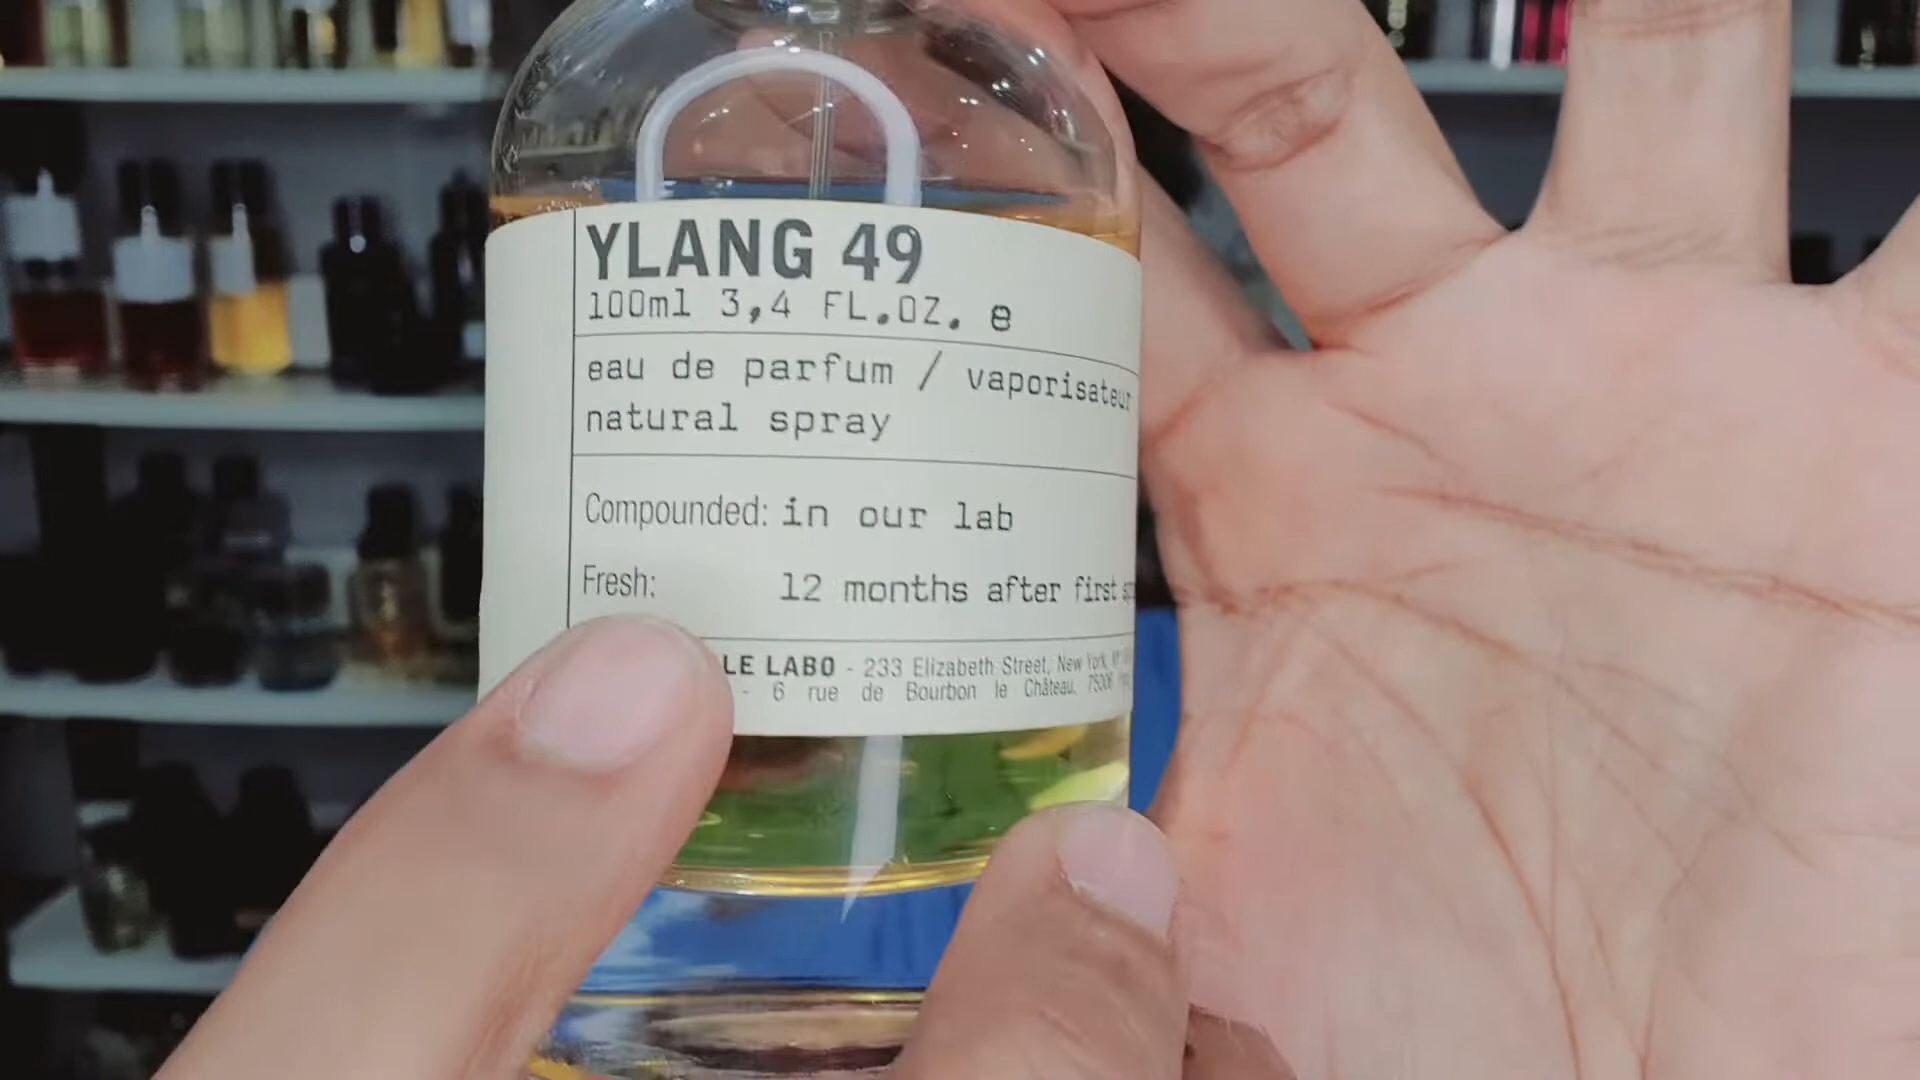 YLANG 49
100ml 3,4 FL.OZ. e
eau de parfum / vaporisateur
natural spray
Compounded: in our lab
Fresh: 12 months after first
LE LABO - 233 Elizabeth Street, New York,
- 6 rue de Bourbon le Château, 75006